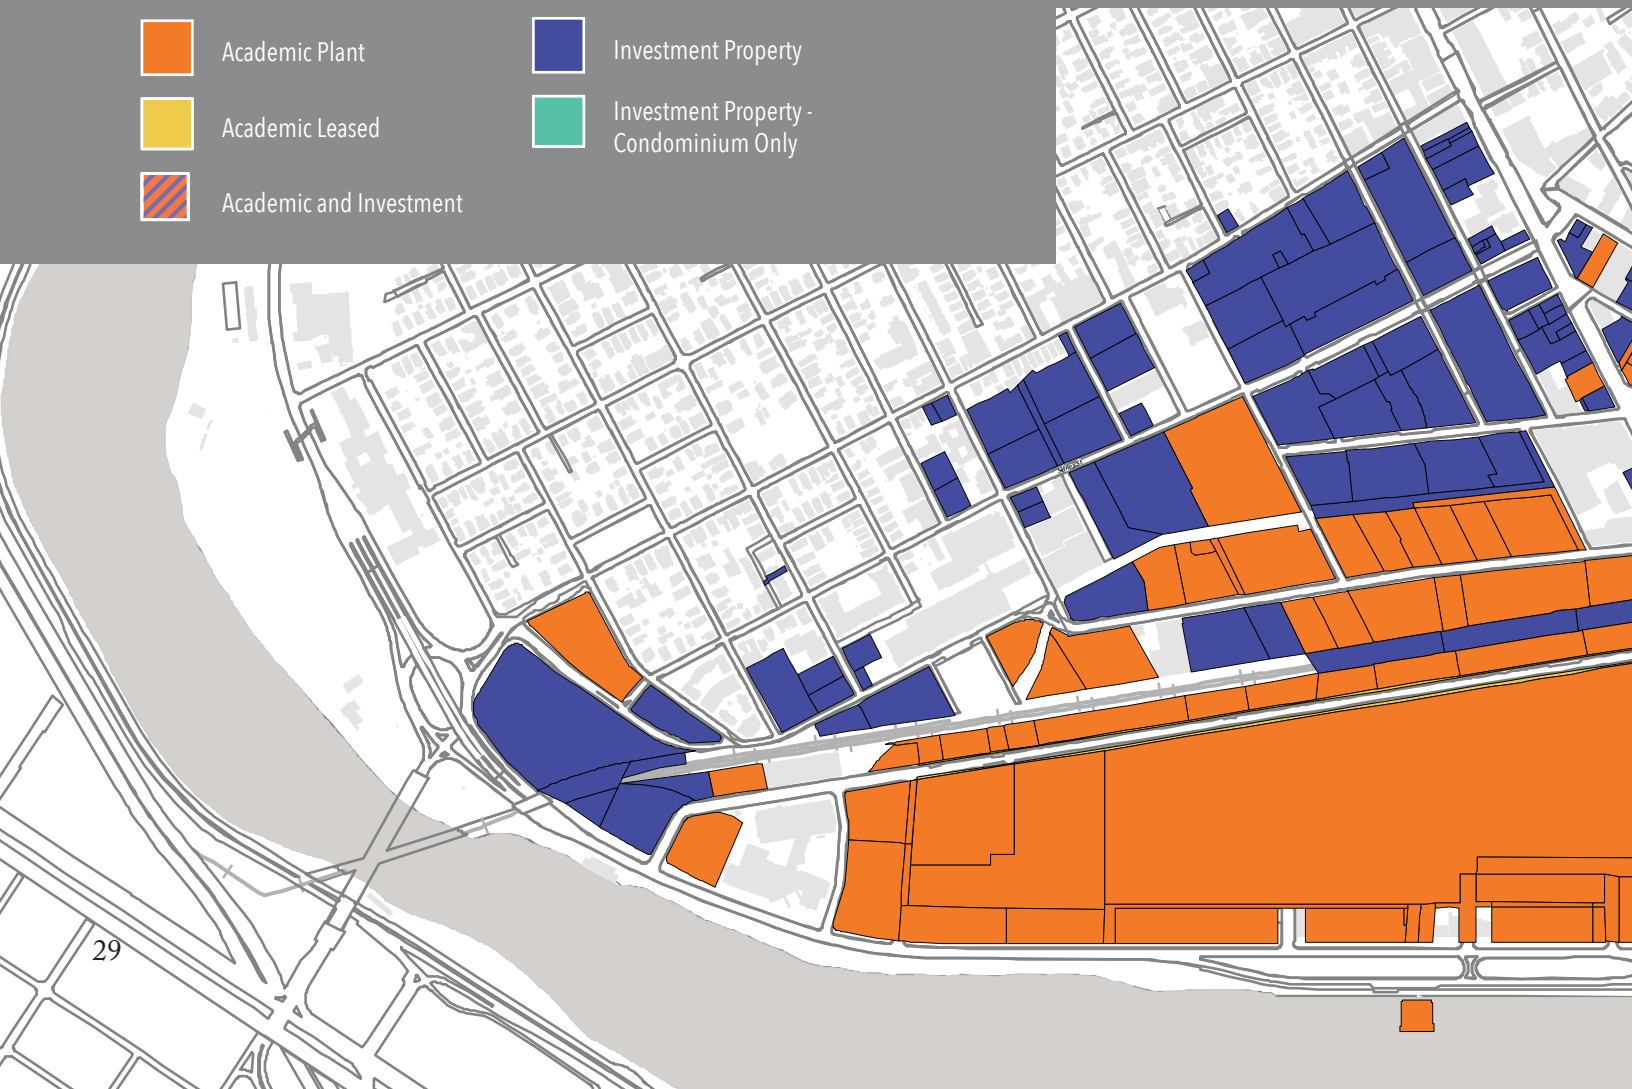 Academic Plant
Academic Leased
Academic and Investment
Investment Property
Investment Property -
Condominium Only
29